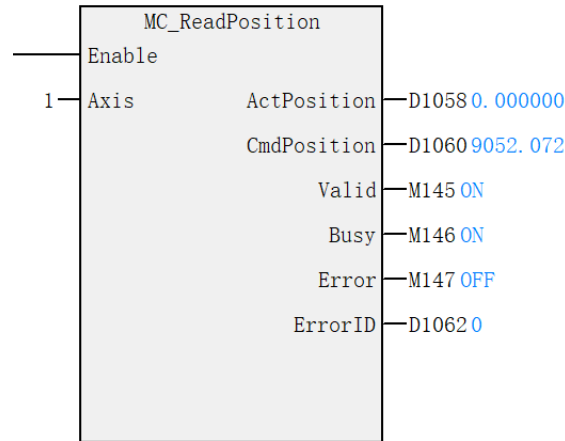 MC_ReadPosition
Enable
1 Axis ActPosition D1058 0.000000
CmdPosition D1060 9052.072
Valid M145 ON
Busy M146 ON
Error M147 OFF
ErrorID D1062 0